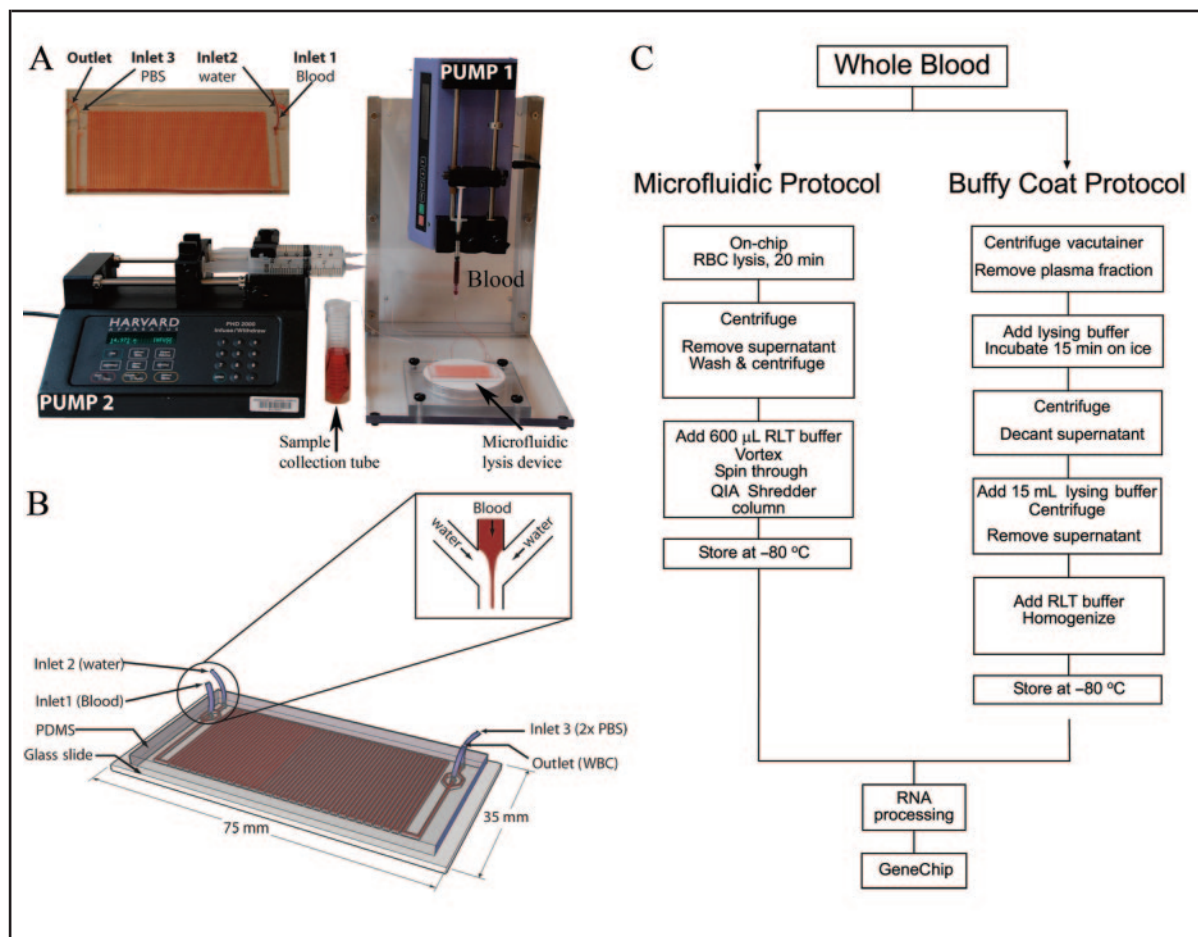 A
Outlet
Inlet 3
PBS
Inlet2
water
Inlet 1
Blood
PUMP 1
Blood
HARVARD
APPARATUS
PHD 2000
Infuse/Withdraw
PUMP 2
Sample
collection tube
Microfluidic
lysis device
B
Blood
water
water
Inlet 2 (water)
Inlet1 (Blood)
PDMS
Glass slide
Inlet 3 (2x PBS)
Outlet (WBC)
35 mm
75 mm
C
Whole Blood
Microfluidic Protocol
On-chip
RBC lysis, 20 min
Centrifuge
Remove supernatant
Wash & centrifuge
Add 600 µL RLT buffer
Vortex
Spin through
QIA Shredder
column
Store at –80 °C
Buffy Coat Protocol
Centrifuge vacutainer
Remove plasma fraction
Add lysing buffer
Incubate 15 min on ice
Centrifuge
Decant supernatant
Add 15 mL lysing buffer
Centrifuge
Remove supernatant
Add RLT buffer
Homogenize
Store at –80 °C
RNA
processing
GeneChip